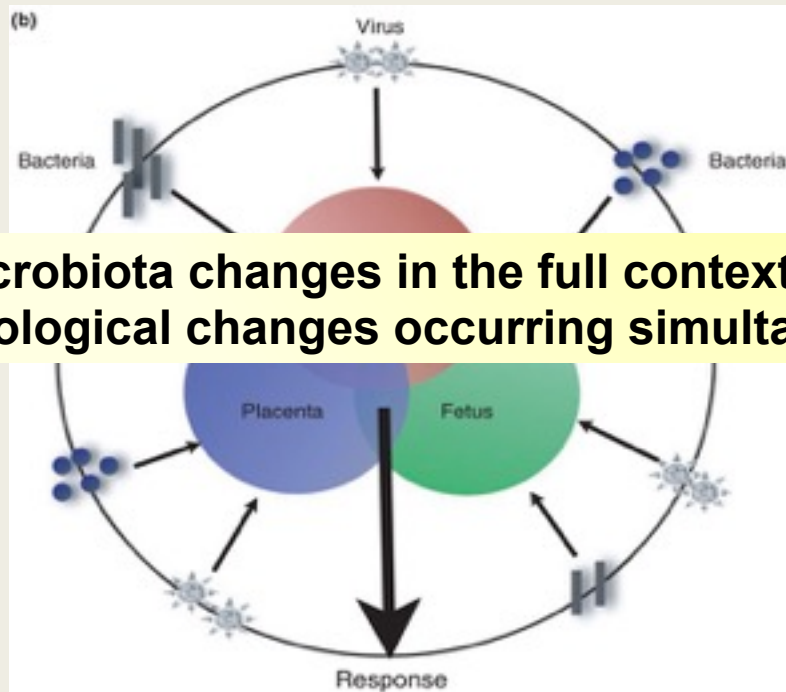 (b)
Virus
Bacteria
Bacteria
crobiota changes in the full context
ological changes occurring simulta
Placenta
Fetus
Response